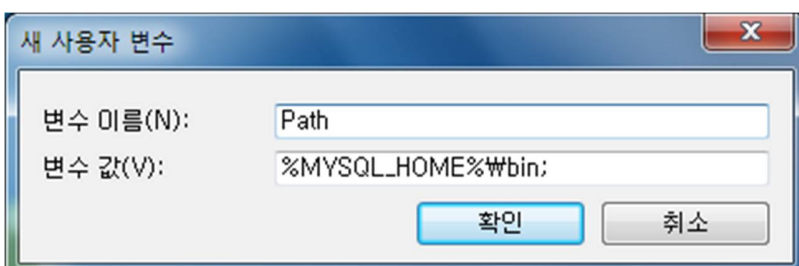 새 사용자 변수
변수 이름(N): Path
변수 값(V): %MYSQL_HOME%₩bin;
확인 취소